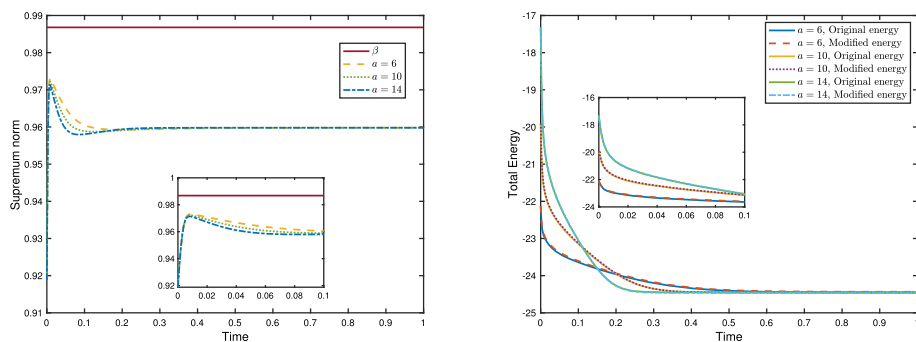 0.99
0.98
0.97
0.96
0.95
0.94
0.93
0.92
0.91
Supremum norm
β
a = 6
a = 10
a = 14
1
0.98
0.96
0.94
0.92
0 0.02 0.04 0.06 0.08 0.1
0 0.1 0.2 0.3 0.4 0.5 0.6 0.7 0.8 0.9 1
Time
-17
-18
-19
-20
-21
-22
-23
-24
-25
Total Energy
a = 6, Original energy
a = 6, Modified energy
a = 10, Original energy
a = 10, Modified energy
a = 14, Original energy
a = 14, Modified energy
-16
-18
-20
-22
-24
0 0.02 0.04 0.06 0.08 0.1
0 0.1 0.2 0.3 0.4 0.5 0.6 0.7 0.8 0.9 1
Time